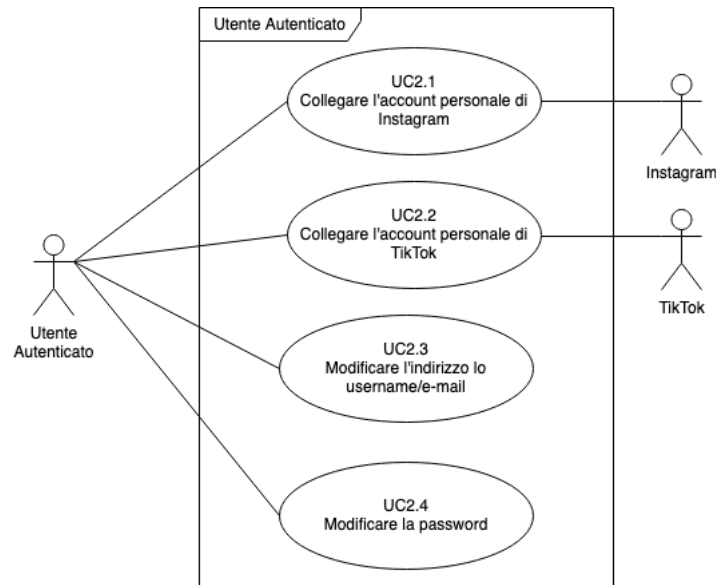 Utente Autenticato
UC2.1
Collegare l'account personale di
Instagram
Instagram
UC2.2
Collegare l'account personale di
TikTok
TikTok
Utente
Autenticato
UC2.3
Modificare l'indirizzo lo
username/e-mail
UC2.4
Modificare la password